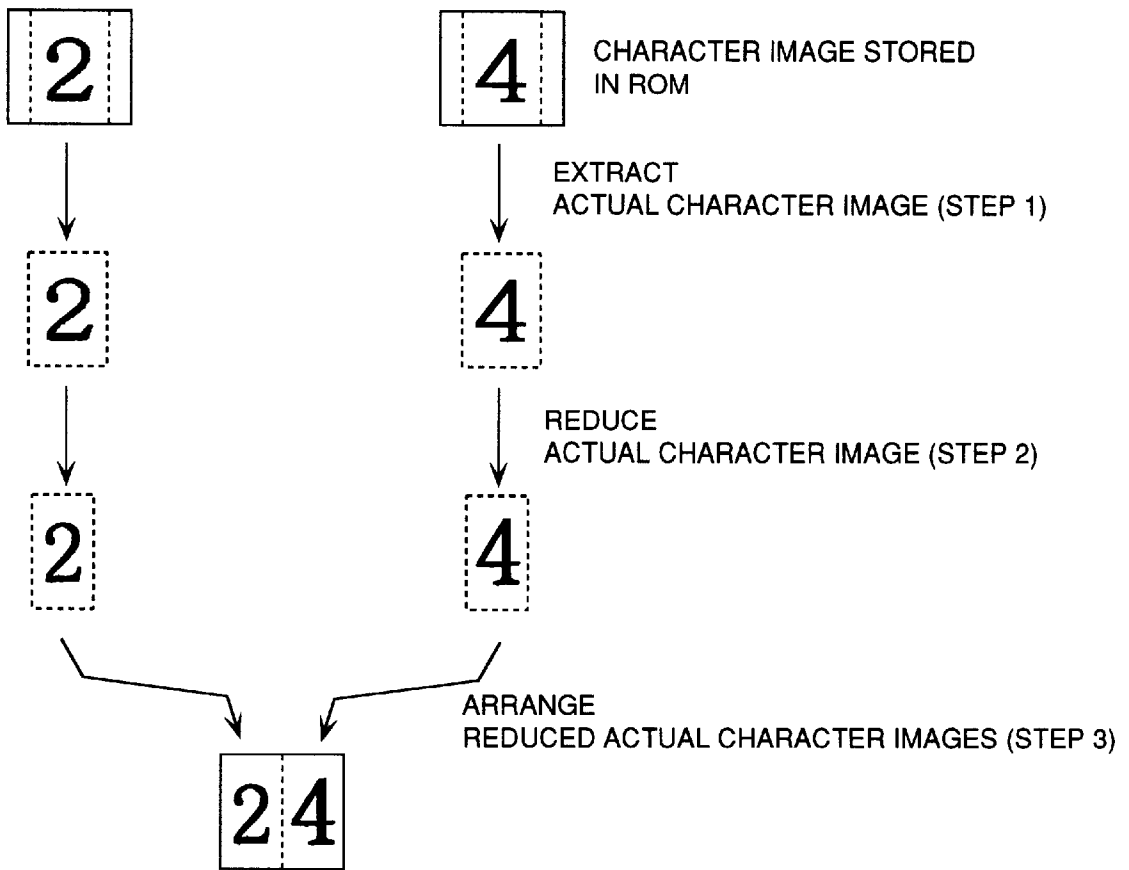 2
4
CHARACTER IMAGE STORED
IN ROM
EXTRACT
ACTUAL CHARACTER IMAGE (STEP 1)
2
4
REDUCE
ACTUAL CHARACTER IMAGE (STEP 2)
2
4
ARRANGE
REDUCED ACTUAL CHARACTER IMAGES (STEP 3)
24